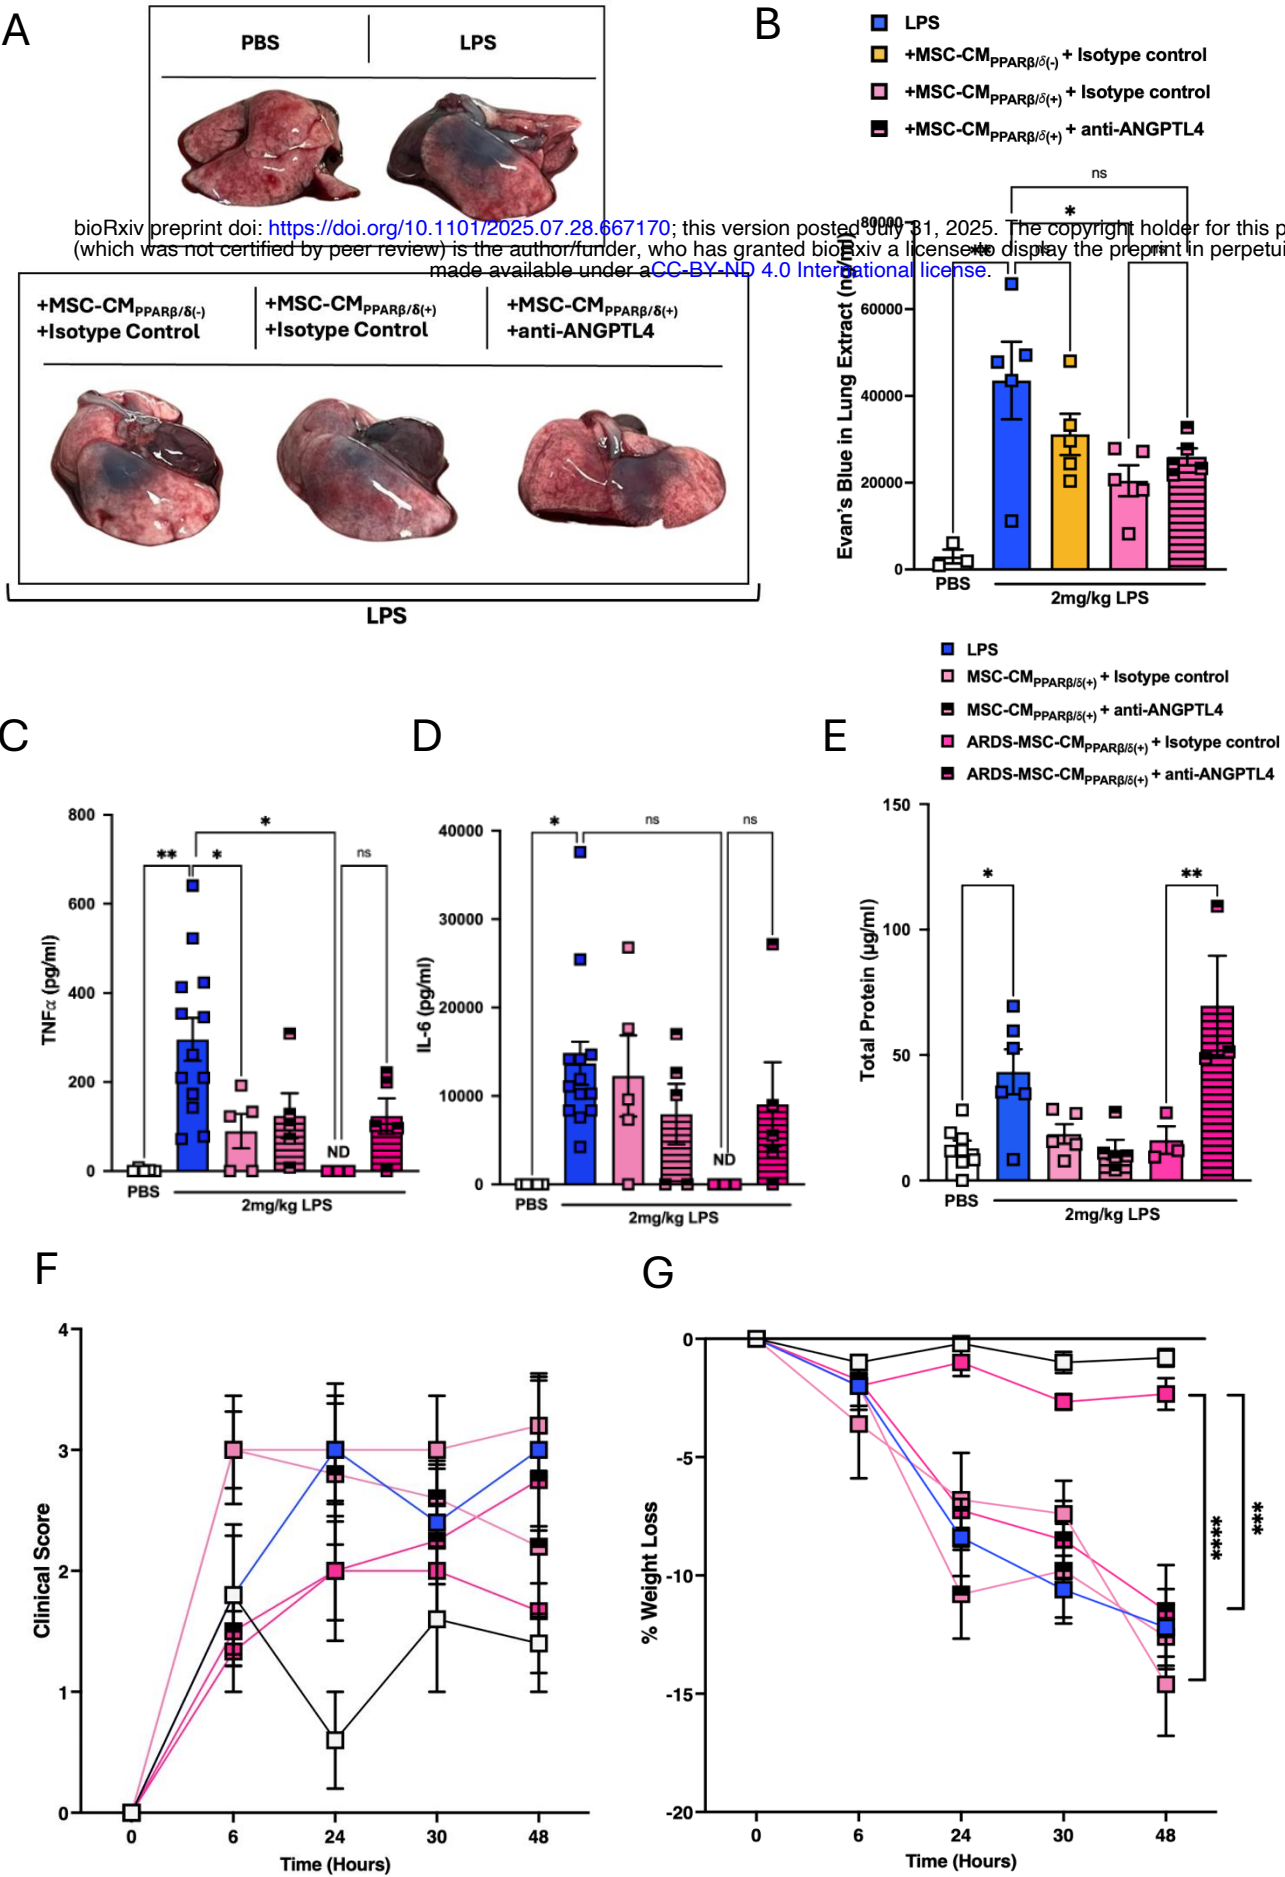 A
PBS
LPS
B
LPS
+MSC-CMPPARβ/δ(-) + Isotype control
+MSC-CMPPARβ/δ(+) + Isotype control
+MSC-CMPPARβ/δ(+) + anti-ANGPTL4
bioRxiv preprint doi: https://doi.org/10.1101/2025.07.28.667170; this version posted July 31, 2025. The copyright holder for this p
(which was not certified by peer review) is the author/funder, who has granted bioRxiv a license to display the preprint in perpetui
made available under aCC-BY-ND 4.0 International license.
+MSC-CMPPARβ/δ(-)
+Isotype Control
+MSC-CMPPARβ/δ(+)
+Isotype Control
+MSC-CMPPARβ/δ(+)
+anti-ANGPTL4
LPS
Evan's Blue in Lung Extract (ng/ml)
80000
60000
40000
20000
0
ns
*
**
ns
ns
PBS
2mg/kg LPS
LPS
MSC-CMPPARβ/δ(+) + Isotype control
MSC-CMPPARβ/δ(+) + anti-ANGPTL4
ARDS-MSC-CMPPARβ/δ(+) + Isotype control
ARDS-MSC-CMPPARβ/δ(+) + anti-ANGPTL4
C
TNFα (pg/ml)
800
600
400
200
0
**
*
*
ns
ND
PBS
2mg/kg LPS
D
IL-6 (pg/ml)
40000
30000
20000
10000
0
*
ns
ns
ND
PBS
2mg/kg LPS
E
Total Protein (µg/ml)
150
100
50
0
*
**
PBS
2mg/kg LPS
F
Clinical Score
4
3
2
1
0
0 6 24 30 48
Time (Hours)
G
% Weight Loss
0
-5
-10
-15
-20
0 6 24 30 48
Time (Hours)
****
***